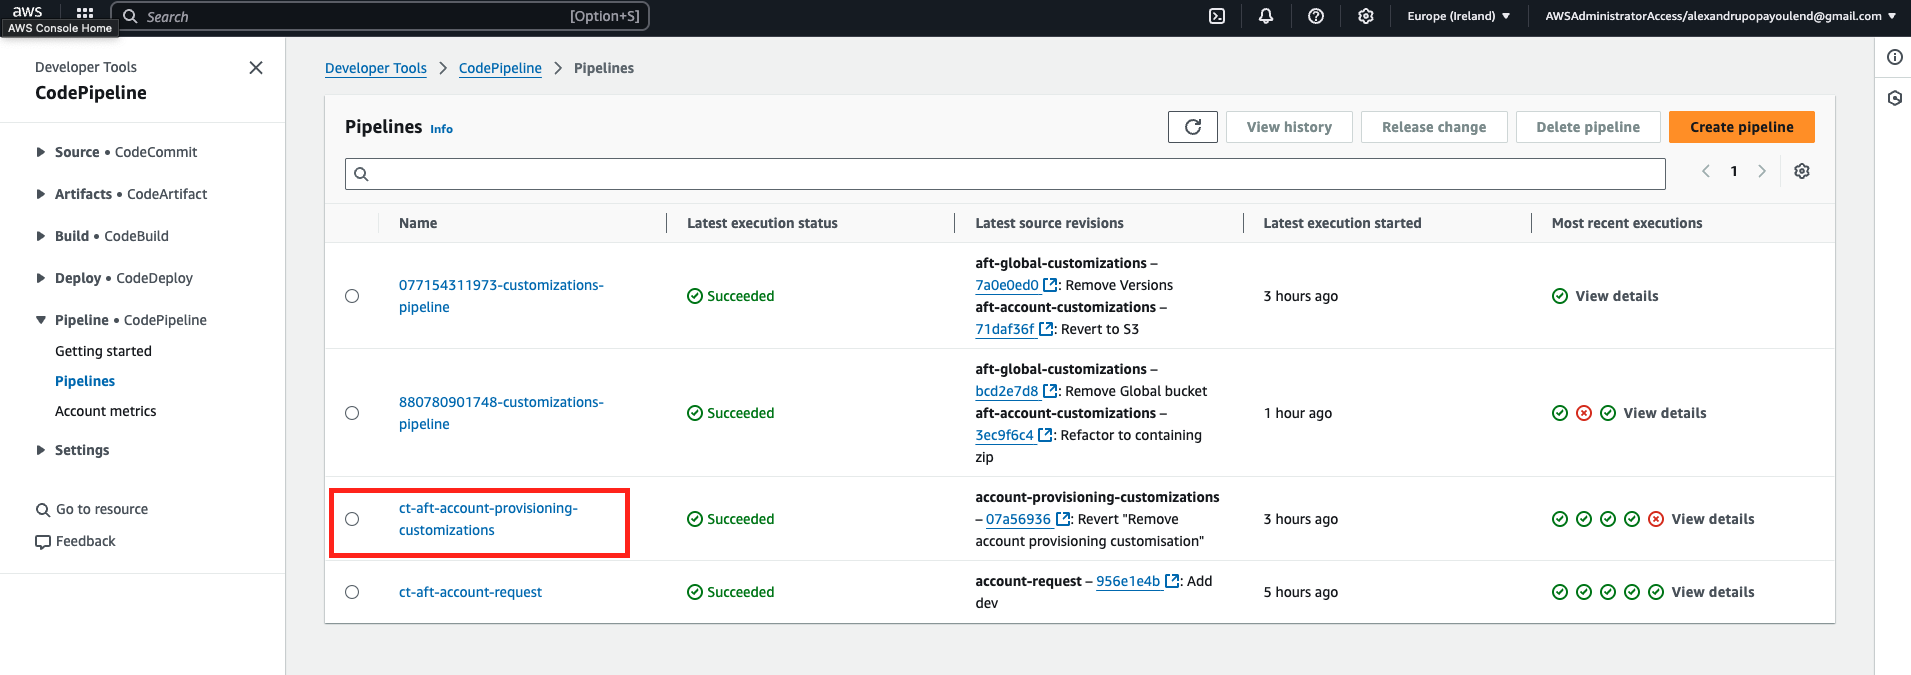 aws
Search
[Option+S]
Europe (Ireland)
AWSAdministratorAccess/alexandrupopayoulend@gmail.com
AWS Console Home
Developer Tools
CodePipeline
Source • CodeCommit
Artifacts • CodeArtifact
Build • CodeBuild
Deploy • CodeDeploy
Pipeline • CodePipeline
Getting started
Pipelines
Account metrics
Settings
Go to resource
Feedback
Developer Tools
CodePipeline
Pipelines
Pipelines Info
View history
Release change
Delete pipeline
Create pipeline
1
Name
Latest execution status
Latest source revisions
Latest execution started
Most recent executions
077154311973-customizations-
pipeline
Succeeded
aft-global-customizations –
7a0e0ed0 : Remove Versions
aft-account-customizations –
71daf36f : Revert to S3
3 hours ago
View details
880780901748-customizations-
pipeline
Succeeded
aft-global-customizations –
bcd2e7d8 : Remove Global bucket
aft-account-customizations –
3ec9f6c4 : Refactor to containing
zip
1 hour ago
View details
ct-aft-account-provisioning-
customizations
Succeeded
account-provisioning-customizations
– 07a56936 : Revert "Remove
account provisioning customisation"
3 hours ago
View details
ct-aft-account-request
Succeeded
account-request – 956e1e4b : Add
dev
5 hours ago
View details